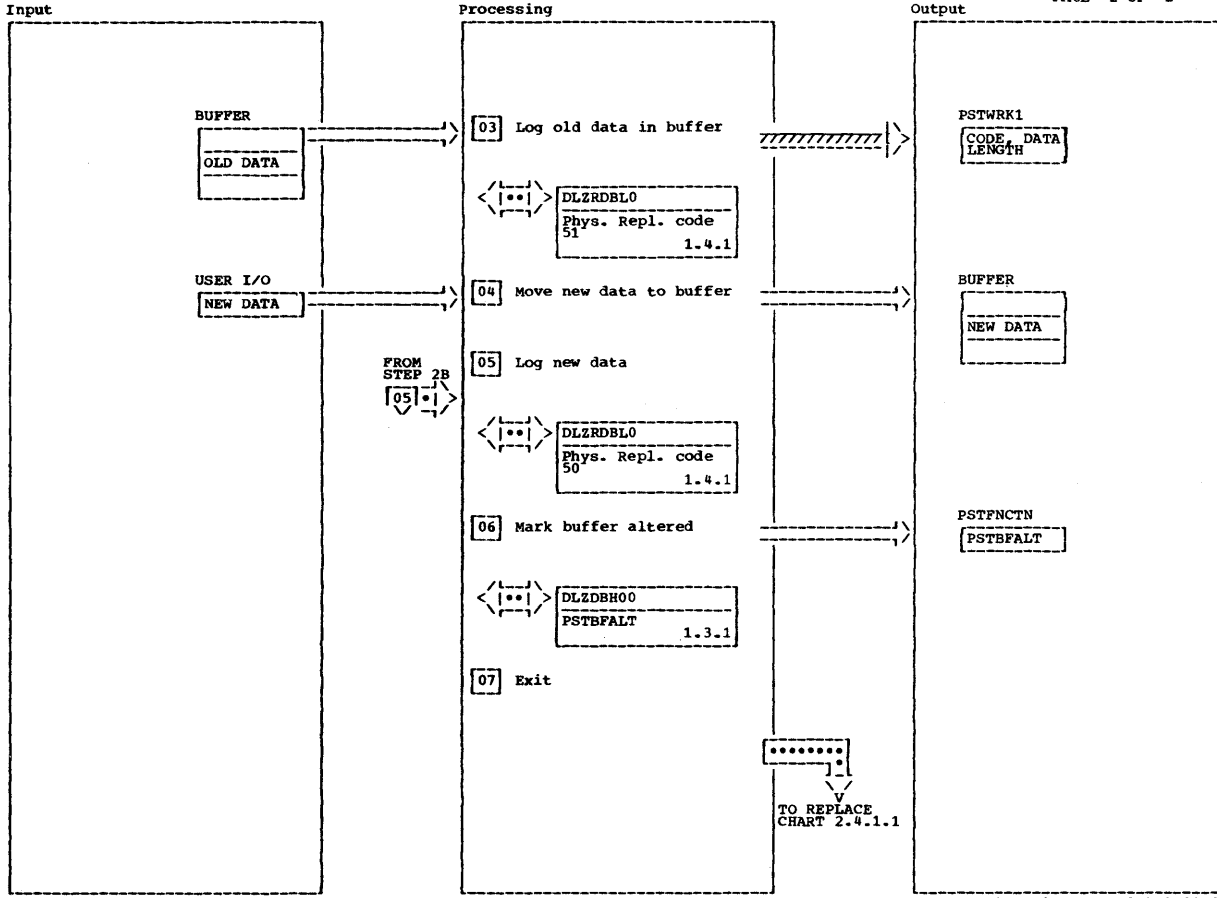 Input
Processing
Output
BUFFER
OLD DATA
03 Log old data in buffer
PSTWRK1
CODE, DATA
LENGTH
DLZRDBL0
Phys. Repl. code
51
1.4.1
USER I/O
NEW DATA
04 Move new data to buffer
BUFFER
NEW DATA
FROM
STEP 2B
05
05 Log new data
DLZRDBL0
Phys. Repl. code
50
1.4.1
06 Mark buffer altered
PSTFNCTN
PSTBFALT
DLZDBH00
PSTBFALT
1.3.1
07 Exit
TO REPLACE
CHART 2.4.1.1